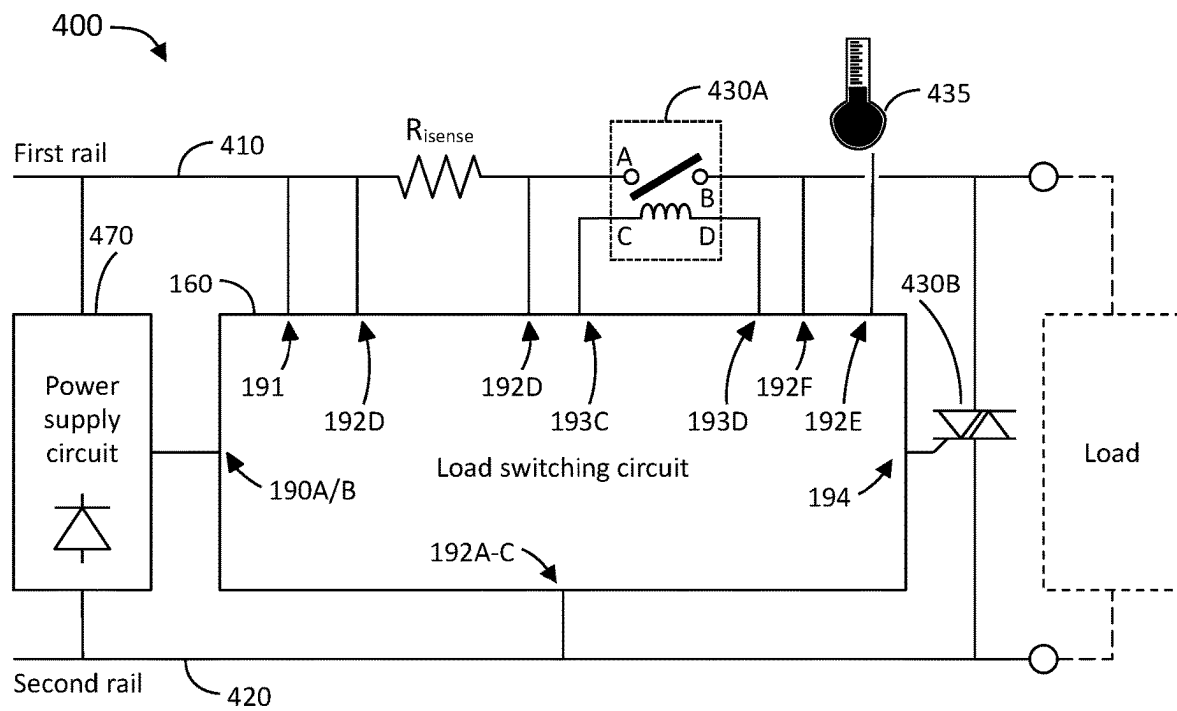 400
430A
435
Risense
First rail
410
A
B
C
D
470
160
430B
191
192D
192D
193C
193D
192F
192E
Power
supply
circuit
Load switching circuit
Load
190A/B
194
192A-C
Second rail
420